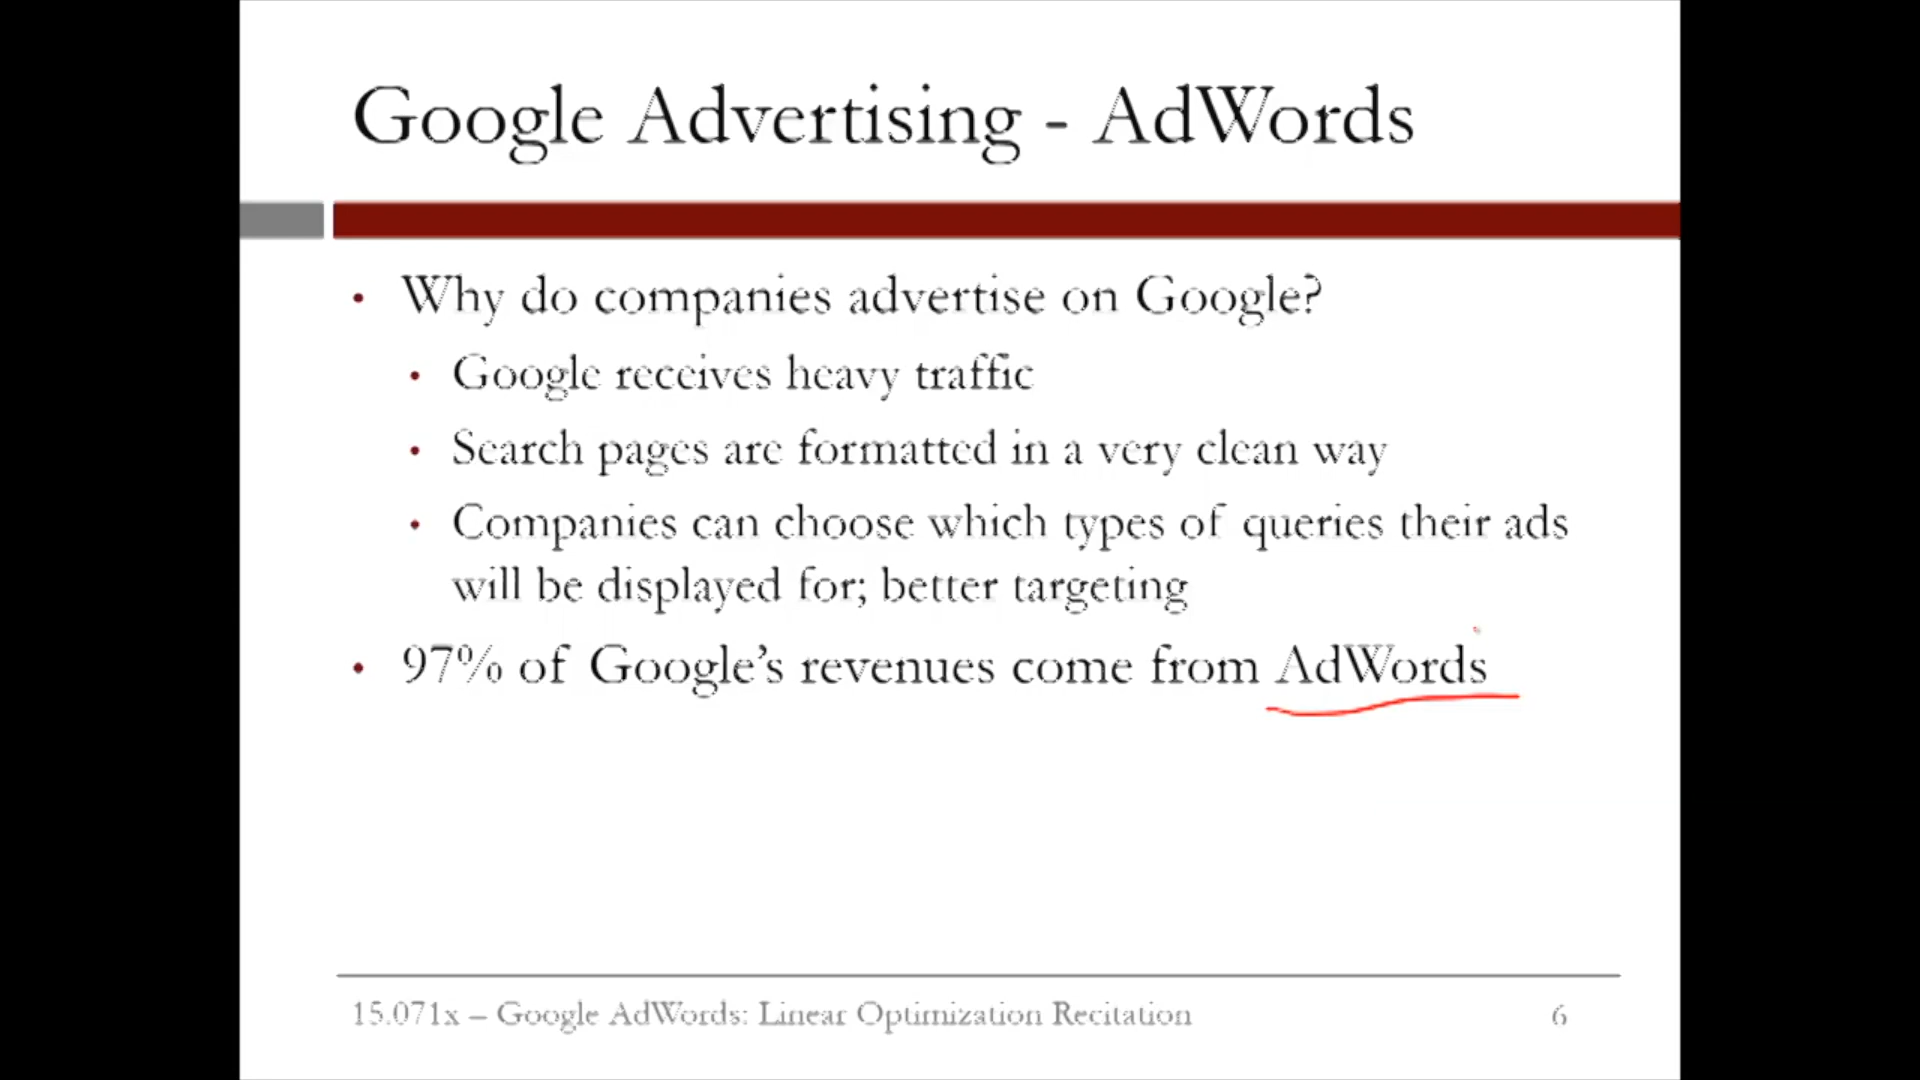 Google Advertising - AdWords
• Why do companies advertise on Google?
• Google receives heavy traffic
• Search pages are formatted in a very clean way
• Companies can choose which types of queries their ads
will be displayed for; better targeting
• 97% of Google’s revenues come from AdWords
15.071x – Google AdWords: Linear Optimization Recitation 6